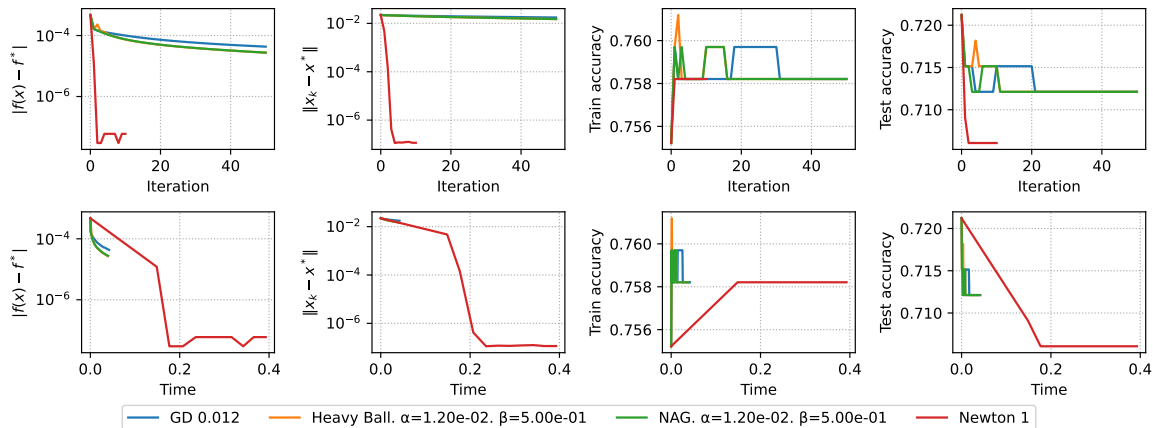 |f(x) − f*|
10⁻⁴
10⁻⁶
0 20 40
Iteration
‖x_k − x*‖
10⁻²
10⁻⁴
10⁻⁶
0 20 40
Iteration
Train accuracy
0.760
0.758
0.756
0 20 40
Iteration
Test accuracy
0.720
0.715
0.710
0 20 40
Iteration
|f(x) − f*|
10⁻⁴
10⁻⁶
0.0 0.2 0.4
Time
‖x_k − x*‖
10⁻²
10⁻⁴
10⁻⁶
0.0 0.2 0.4
Time
Train accuracy
0.760
0.758
0.756
0.0 0.2 0.4
Time
Test accuracy
0.720
0.715
0.710
0.0 0.2 0.4
Time
GD 0.012 Heavy Ball. α=1.20e-02. β=5.00e-01 NAG. α=1.20e-02. β=5.00e-01 Newton 1